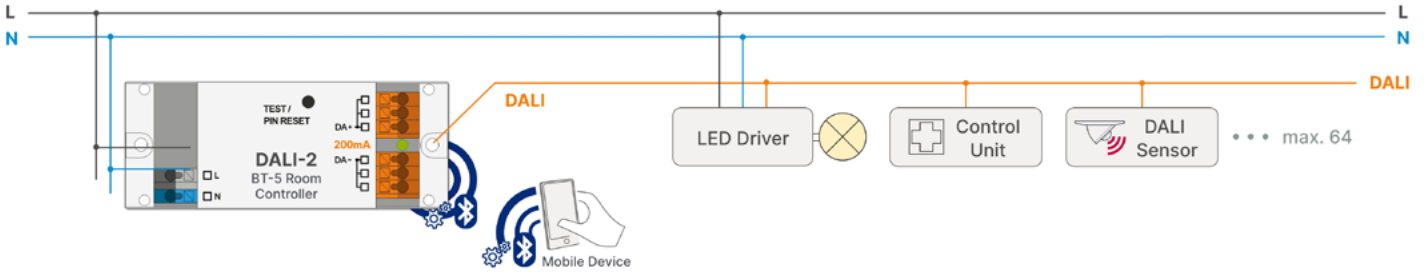 L
L
N
N
DALI
DALI
TEST /
PIN RESET
DA+
200mA
DA-
DALI-2
BT-5 Room
Controller
L
N
LED Driver
Control
Unit
DALI
Sensor
• • • max. 64
Mobile Device